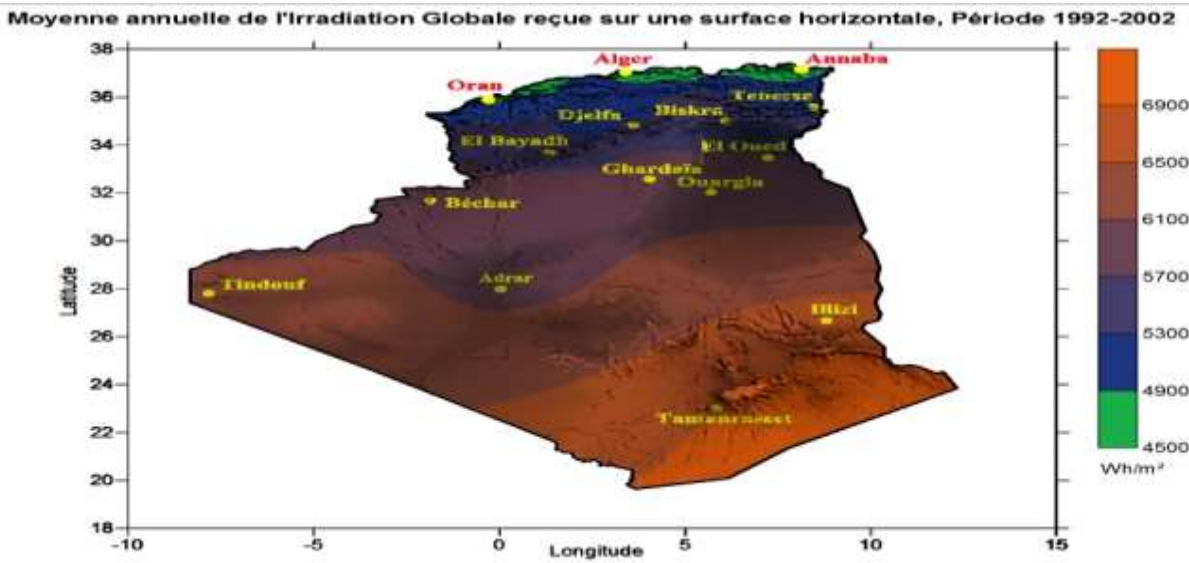 Moyenne annuelle de l'Irradiation Globale reçue sur une surface horizontale, Période 1992-2002
38
36
34
32
30
28
26
24
22
20
18
Latitude
-10
-5
0
5
10
15
Longitude
Alger
Annaba
Oran
Tebessa
Djelfa
Biskra
El Bayadh
El Oued
Ghardaïa
Ouargla
Béchar
Adrar
Tindouf
Illizi
Tamanrasset
6900
6500
6100
5700
5300
4900
4500
Wh/m²